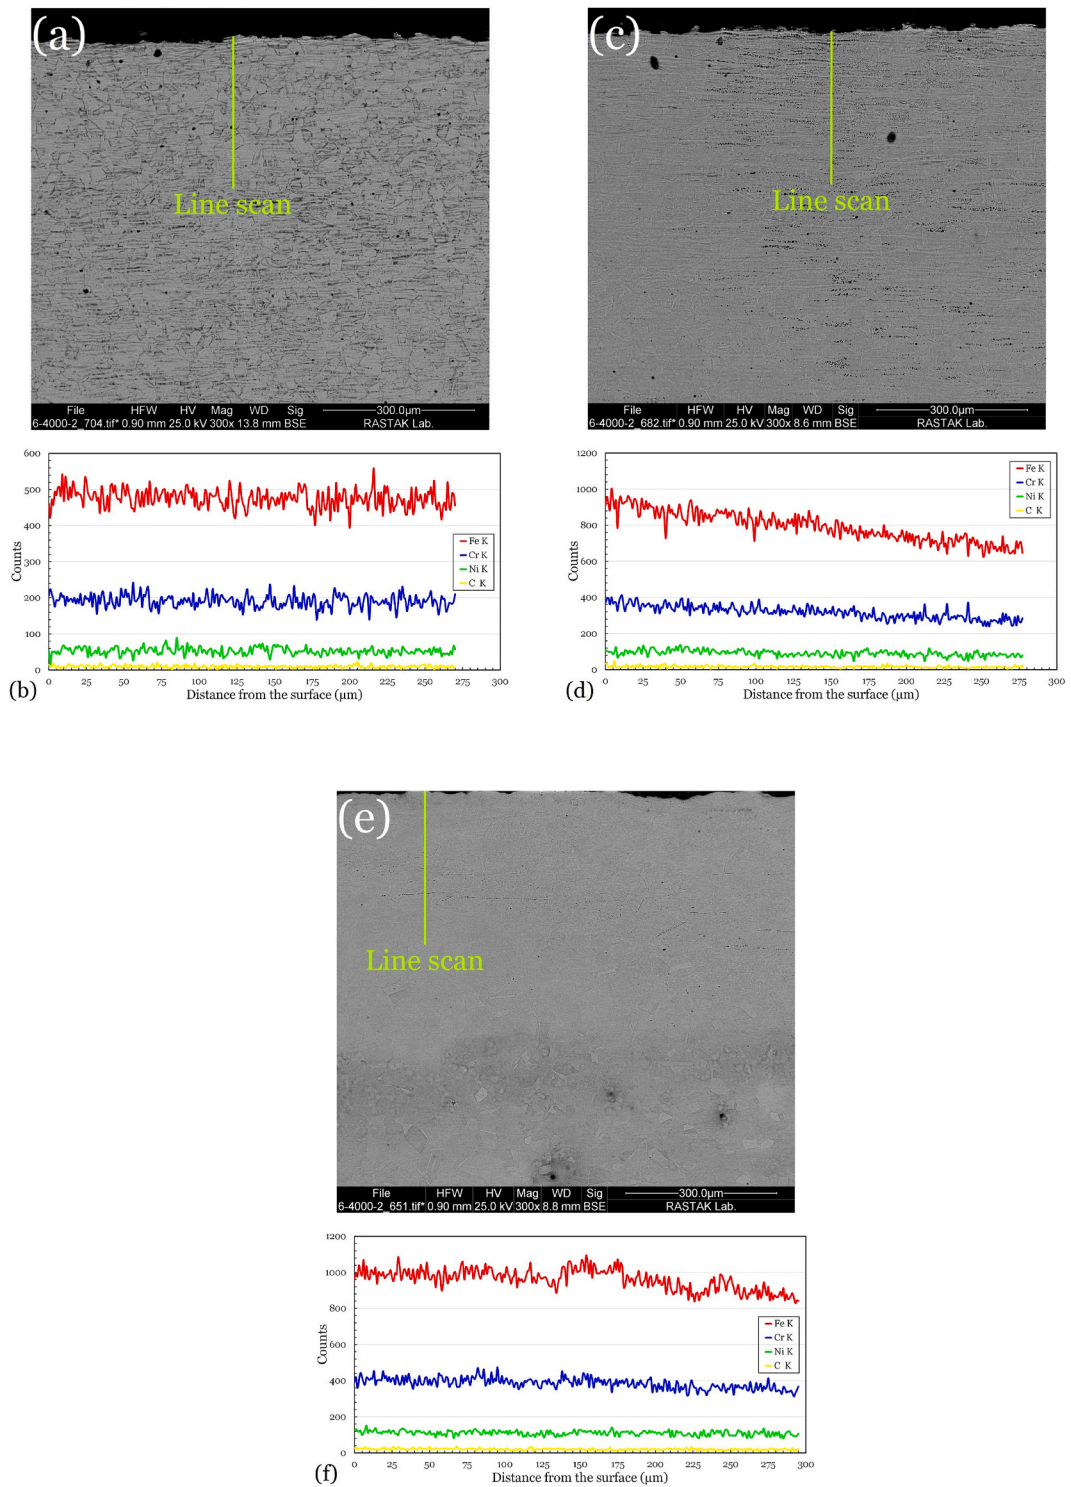 (a)
Line scan
File HFW HV Mag WD Sig 300.0µm
6-4000-2_704.tif* 0.90 mm 25.0 kV 300x 13.8 mm BSE RASTAK Lab.
(c)
Line scan
File HFW HV Mag WD Sig 300.0µm
6-4000-2_682.tif* 0.90 mm 25.0 kV 300x 8.6 mm BSE RASTAK Lab.
600
500
400
300
200
100
0
Counts
Fe K
Cr K
Ni K
C K
0 25 50 75 100 125 150 175 200 225 250 275 300
(b) Distance from the surface (µm)
1200
1000
800
600
400
200
0
Counts
Fe K
Cr K
Ni K
C K
0 25 50 75 100 125 150 175 200 225 250 275 300
(d) Distance from the surface (µm)
(e)
Line scan
File HFW HV Mag WD Sig 300.0µm
6-4000-2_651.tif* 0.90 mm 25.0 kV 300x 8.8 mm BSE RASTAK Lab.
1200
1000
800
600
400
200
0
Counts
Fe K
Cr K
Ni K
C K
0 25 50 75 100 125 150 175 200 225 250 275 300
(f) Distance from the surface (µm)